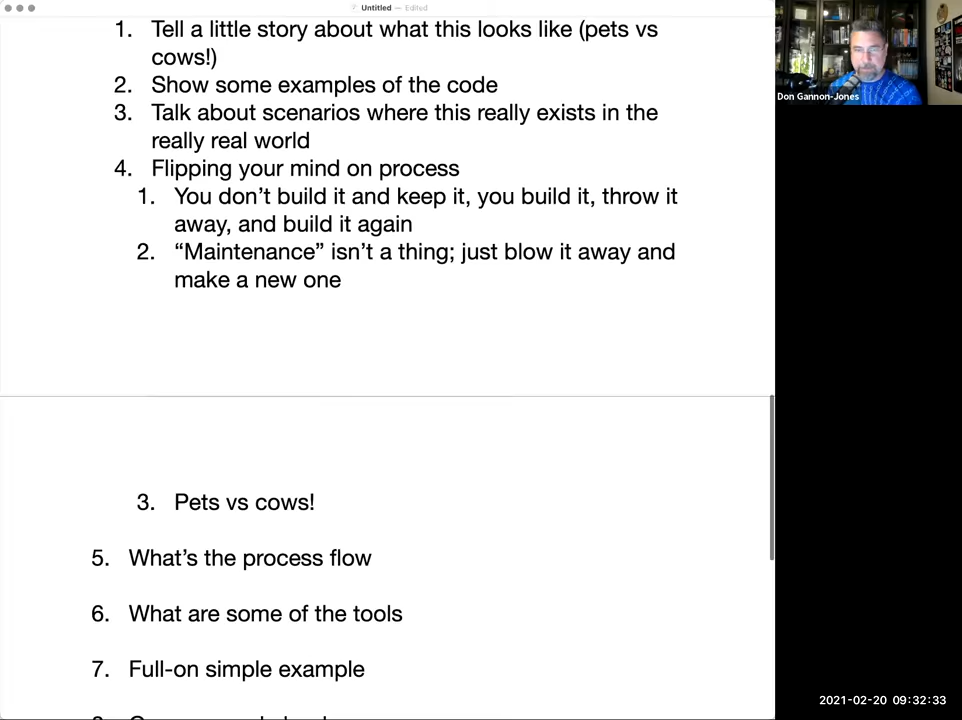 Untitled — Edited
1. Tell a little story about what this looks like (pets vs
cows!)
2. Show some examples of the code
3. Talk about scenarios where this really exists in the
really real world
4. Flipping your mind on process
1. You don’t build it and keep it, you build it, throw it
away, and build it again
2. “Maintenance” isn’t a thing; just blow it away and
make a new one
3. Pets vs cows!
5. What’s the process flow
6. What are some of the tools
7. Full-on simple example
Don Gannon-Jones
2021-02-20 09:32:33